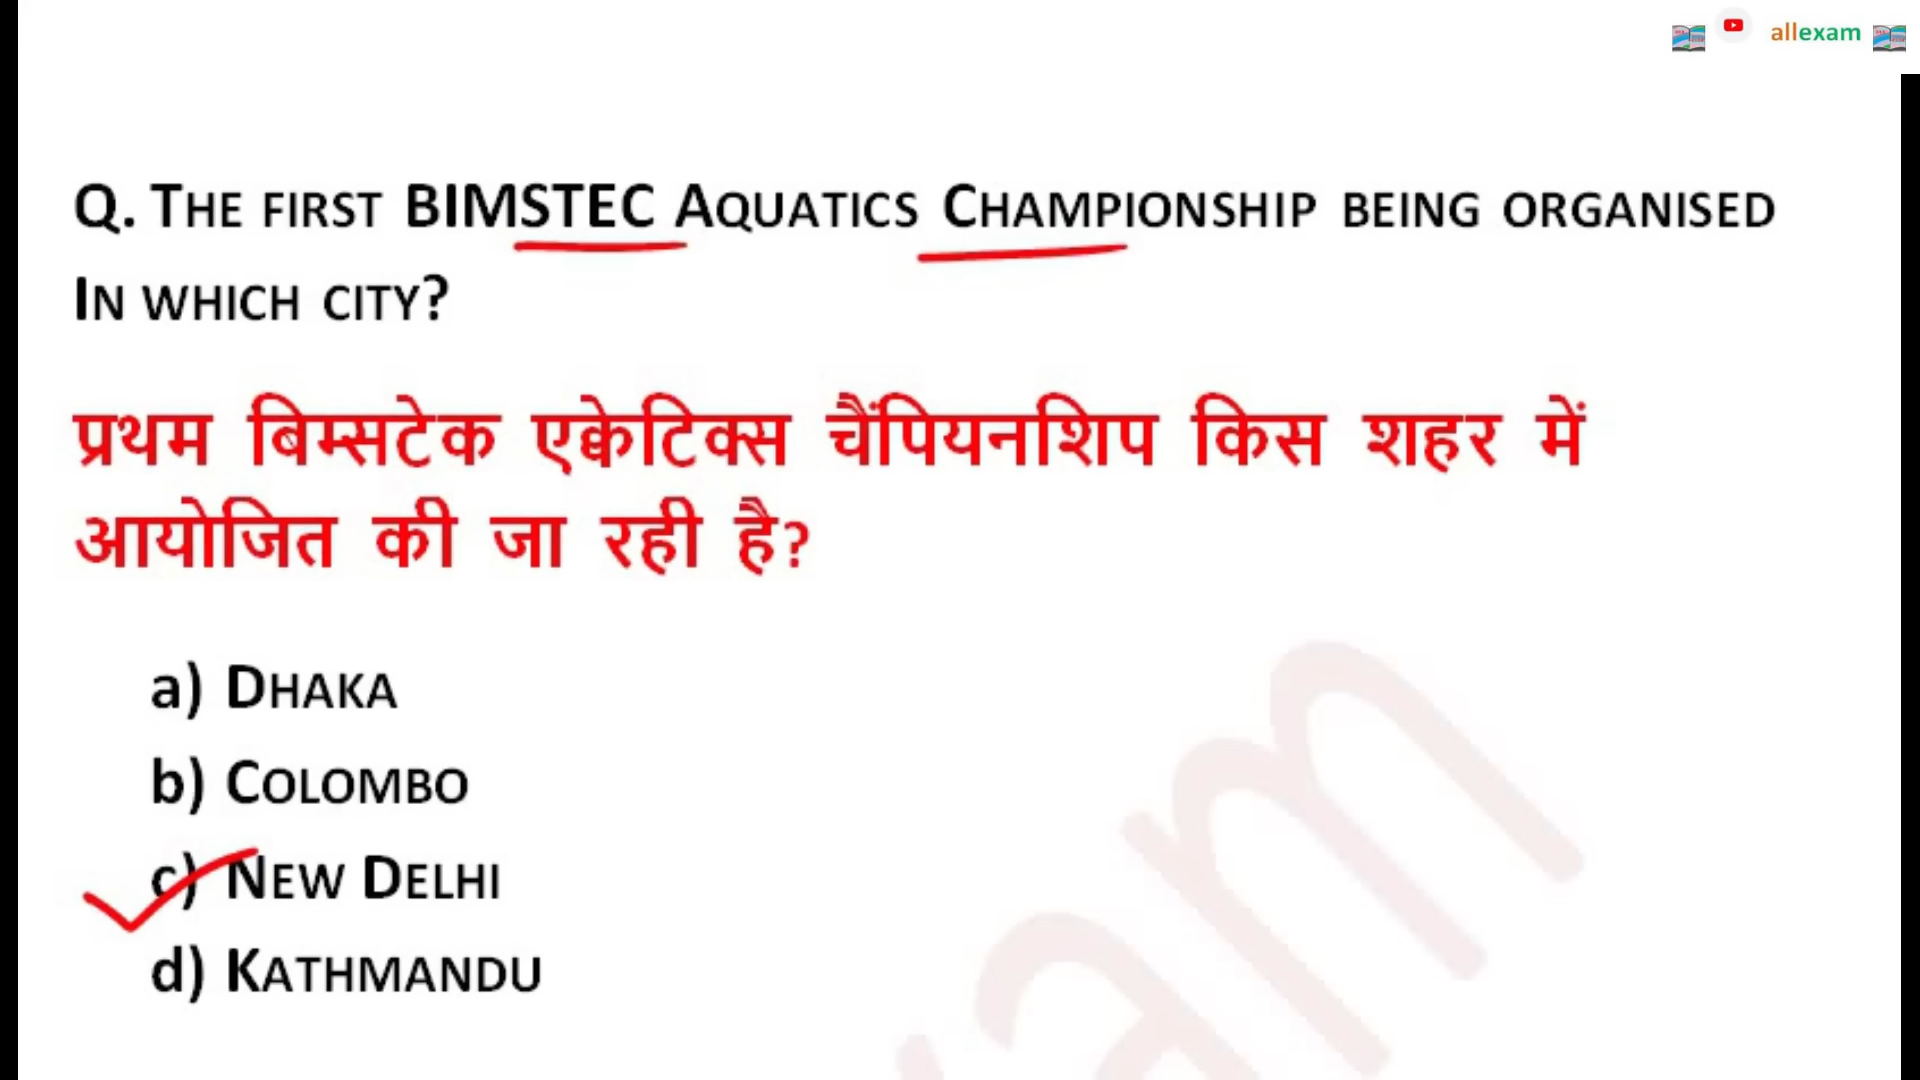 allexam
Q. THE FIRST BIMSTEC AQUATICS CHAMPIONSHIP BEING ORGANISED
IN WHICH CITY?
प्रथम बिम्सटेक एक्वेटिक्स चैंपियनशिप किस शहर में
आयोजित की जा रही है?
a) DHAKA
b) COLOMBO
c) NEW DELHI
d) KATHMANDU
am